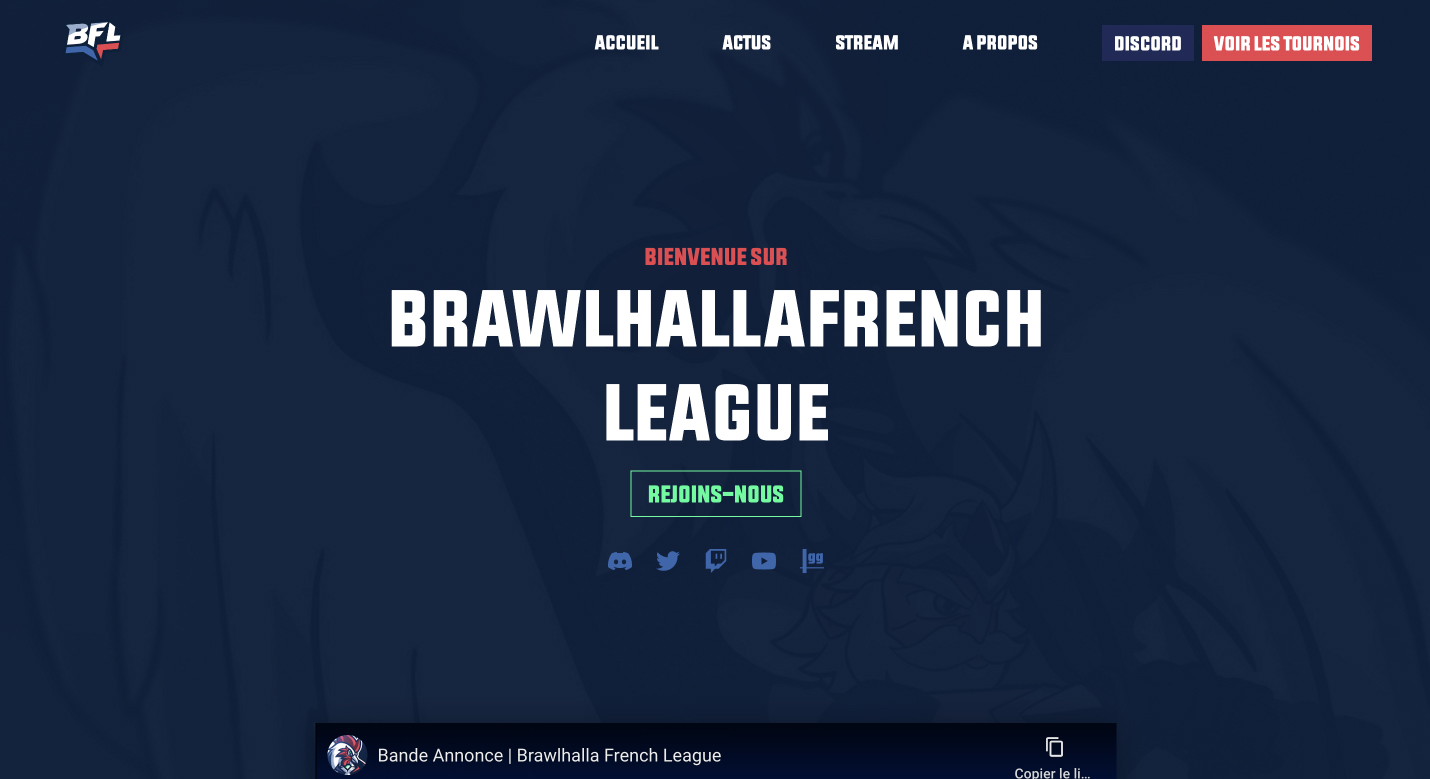 BFL
ACCUEIL ACTUS STREAM A PROPOS DISCORD VOIR LES TOURNOIS
BIENVENUE SUR
BRAWLHALLAFRENCH
LEAGUE
REJOINS-NOUS
gg
Bande Annonce | Brawlhalla French League
Copier le li...